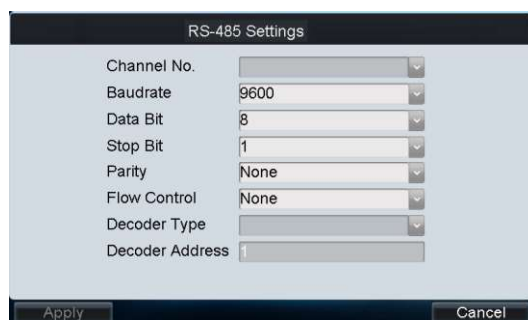 RS-485 Settings
Channel No.
Baudrate 9600
Data Bit 8
Stop Bit 1
Parity None
Flow Control None
Decoder Type
Decoder Address 1
Apply Cancel